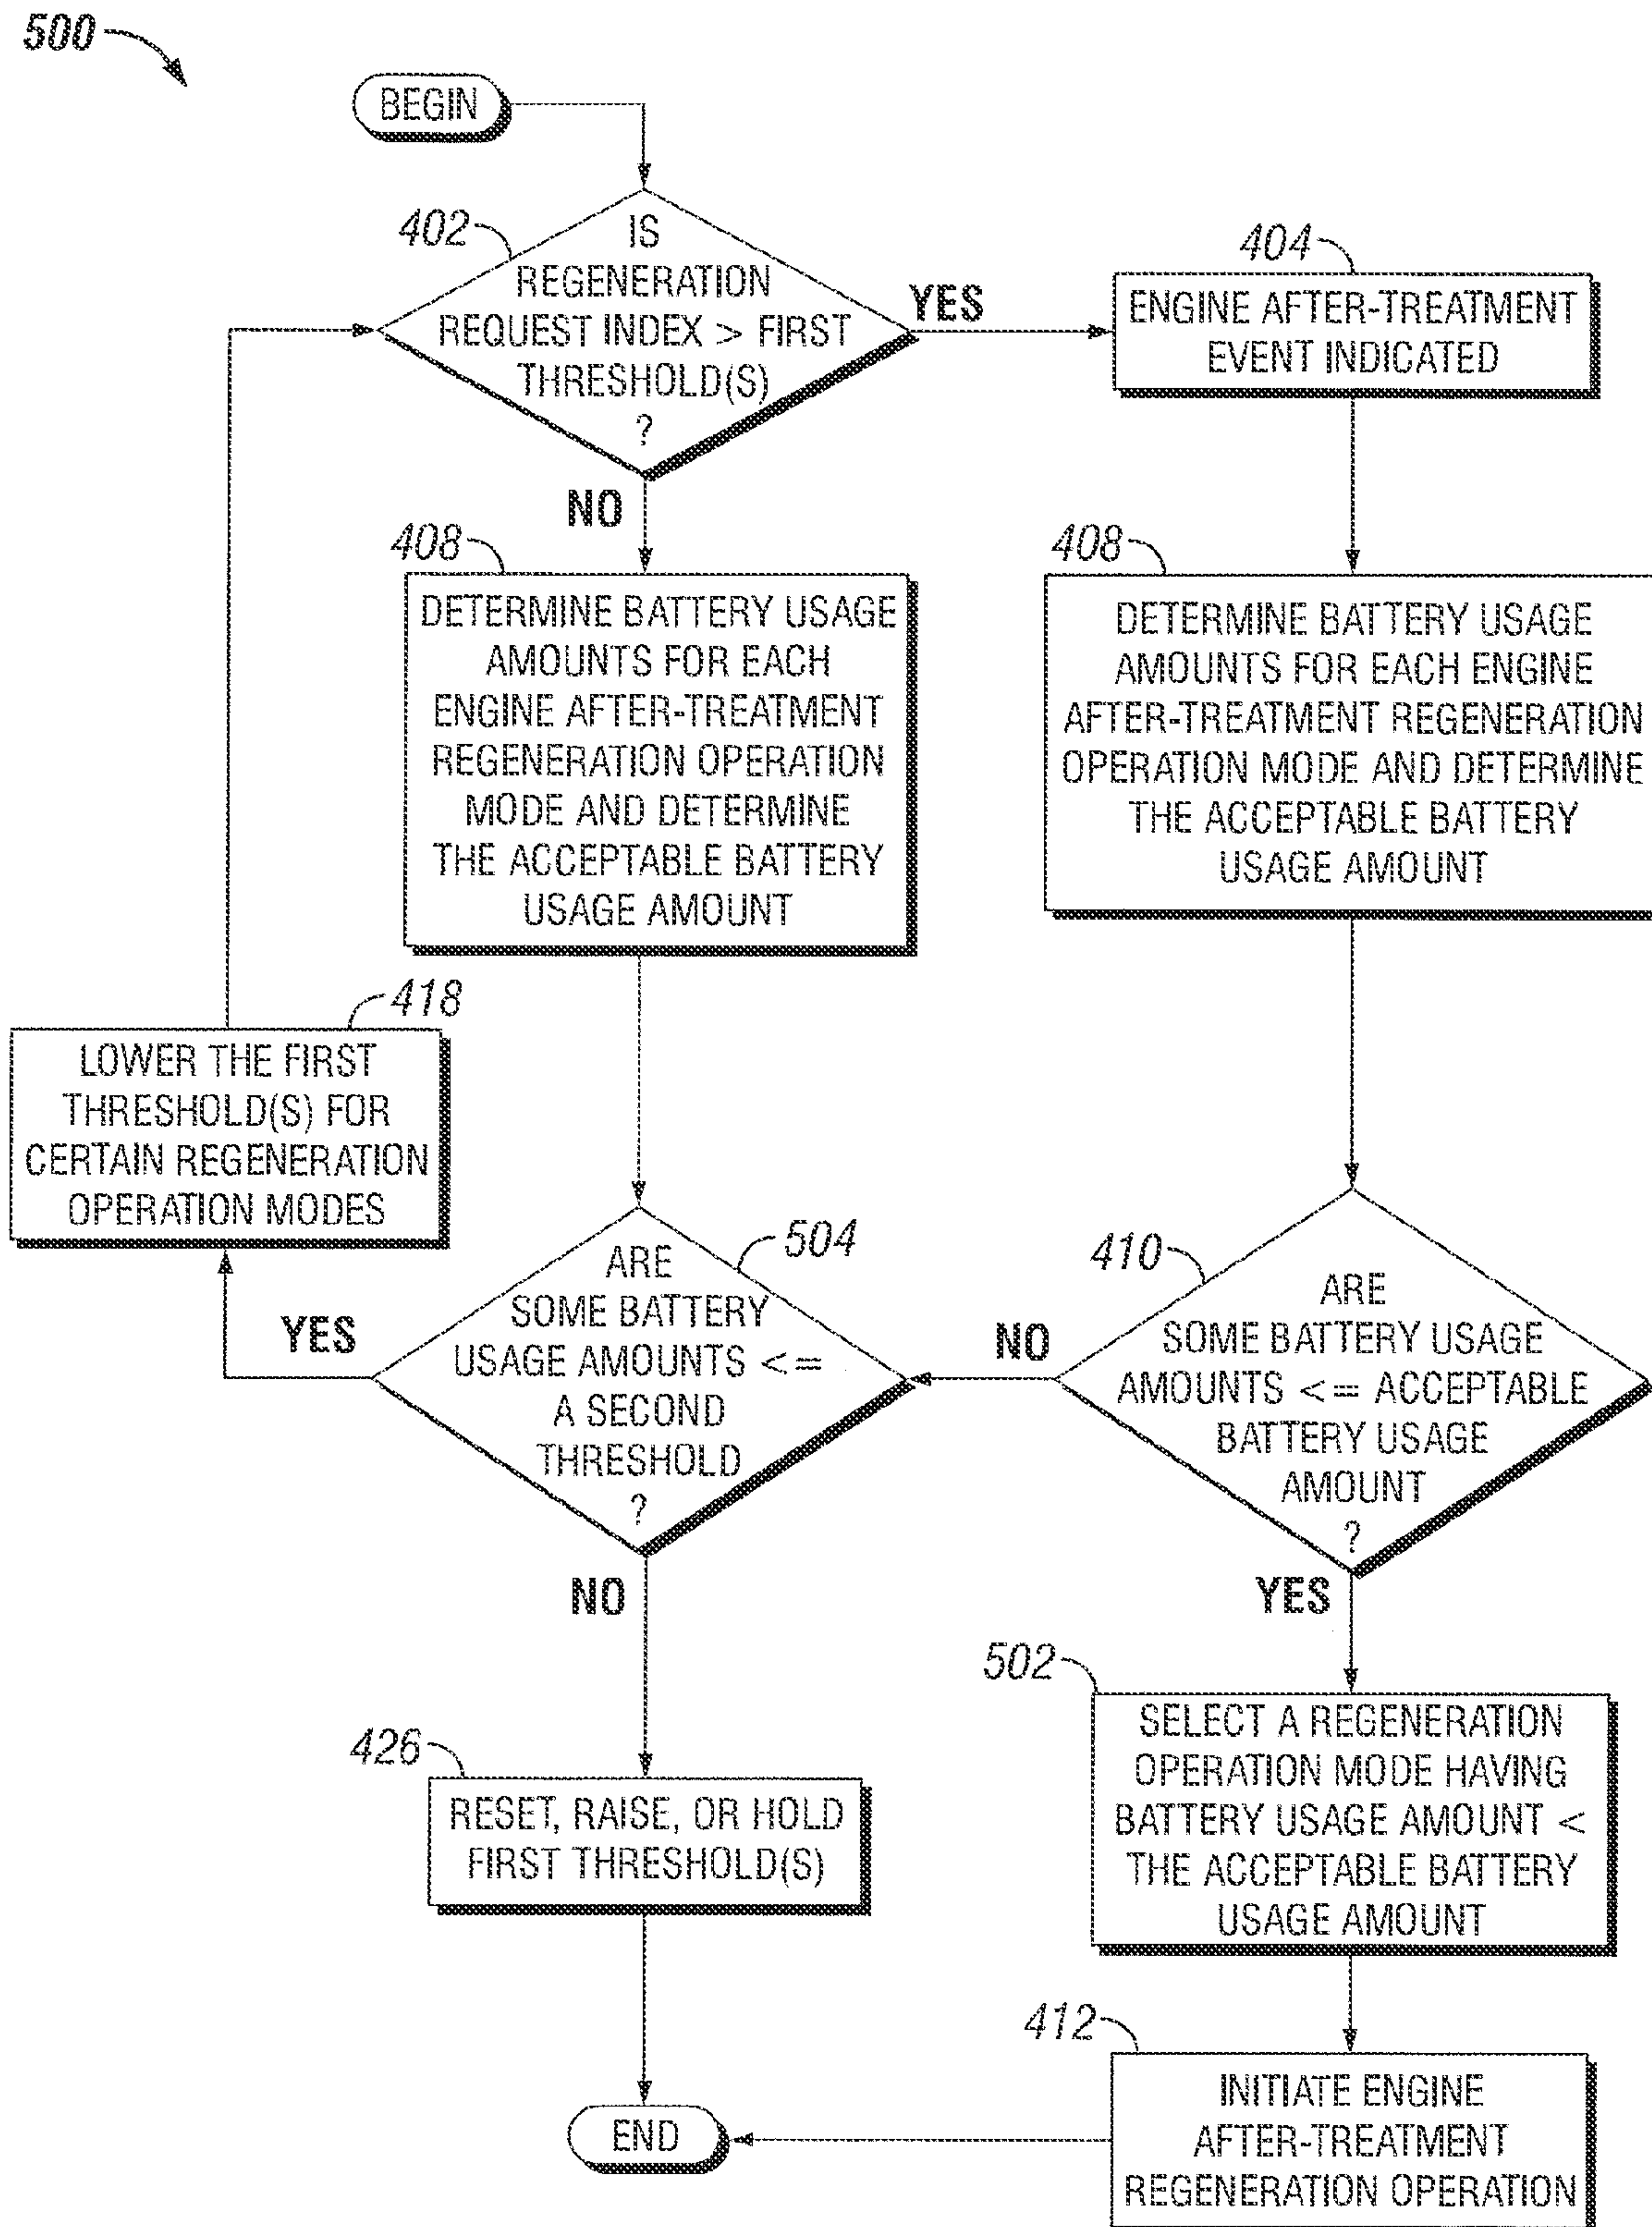 500
BEGIN
402
IS
REGENERATION
REQUEST INDEX > FIRST
THRESHOLD(S)
?
YES
404
ENGINE AFTER-TREATMENT
EVENT INDICATED
NO
408
DETERMINE BATTERY USAGE
AMOUNTS FOR EACH
ENGINE AFTER-TREATMENT
REGENERATION OPERATION
MODE AND DETERMINE
THE ACCEPTABLE BATTERY
USAGE AMOUNT
408
DETERMINE BATTERY USAGE
AMOUNTS FOR EACH ENGINE
AFTER-TREATMENT REGENERATION
OPERATION MODE AND DETERMINE
THE ACCEPTABLE BATTERY
USAGE AMOUNT
418
LOWER THE FIRST
THRESHOLD(S) FOR
CERTAIN REGENERATION
OPERATION MODES
YES
504
ARE
SOME BATTERY
USAGE AMOUNTS <=
A SECOND
THRESHOLD
?
NO
410
ARE
SOME BATTERY USAGE
AMOUNTS <= ACCEPTABLE
BATTERY USAGE
AMOUNT
?
NO
YES
426
RESET, RAISE, OR HOLD
FIRST THRESHOLD(S)
502
SELECT A REGENERATION
OPERATION MODE HAVING
BATTERY USAGE AMOUNT <
THE ACCEPTABLE BATTERY
USAGE AMOUNT
412
INITIATE ENGINE
AFTER-TREATMENT
REGENERATION OPERATION
END